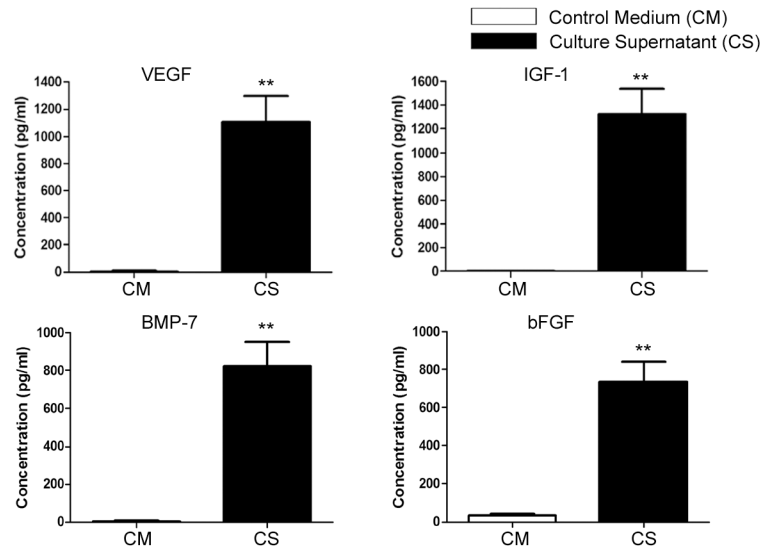 Control Medium (CM)
Culture Supernatant (CS)
VEGF
**
Concentration (pg/ml)
1400
1200
1000
800
600
400
200
0
CM
CS
IGF-1
**
Concentration (pg/ml)
1600
1400
1200
1000
800
600
400
200
0
CM
CS
BMP-7
**
Concentration (pg/ml)
1000
800
600
400
200
0
CM
CS
bFGF
**
Concentration (pg/ml)
1000
800
600
400
200
0
CM
CS